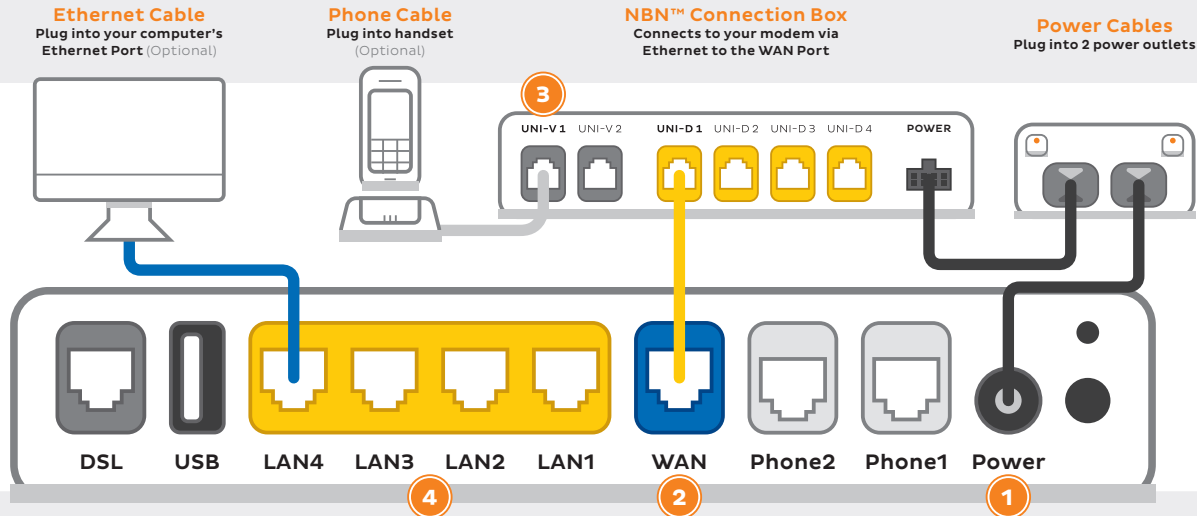 Ethernet Cable
Plug into your computer's
Ethernet Port (Optional)
Phone Cable
Plug into handset
(Optional)
NBN™ Connection Box
Connects to your modem via
Ethernet to the WAN Port
Power Cables
Plug into 2 power outlets
3
UNI-V 1 UNI-V 2 UNI-D 1 UNI-D 2 UNI-D 3 UNI-D 4 POWER
DSL USB LAN4 LAN3 LAN2 LAN1 WAN Phone2 Phone1 Power
4 2 1